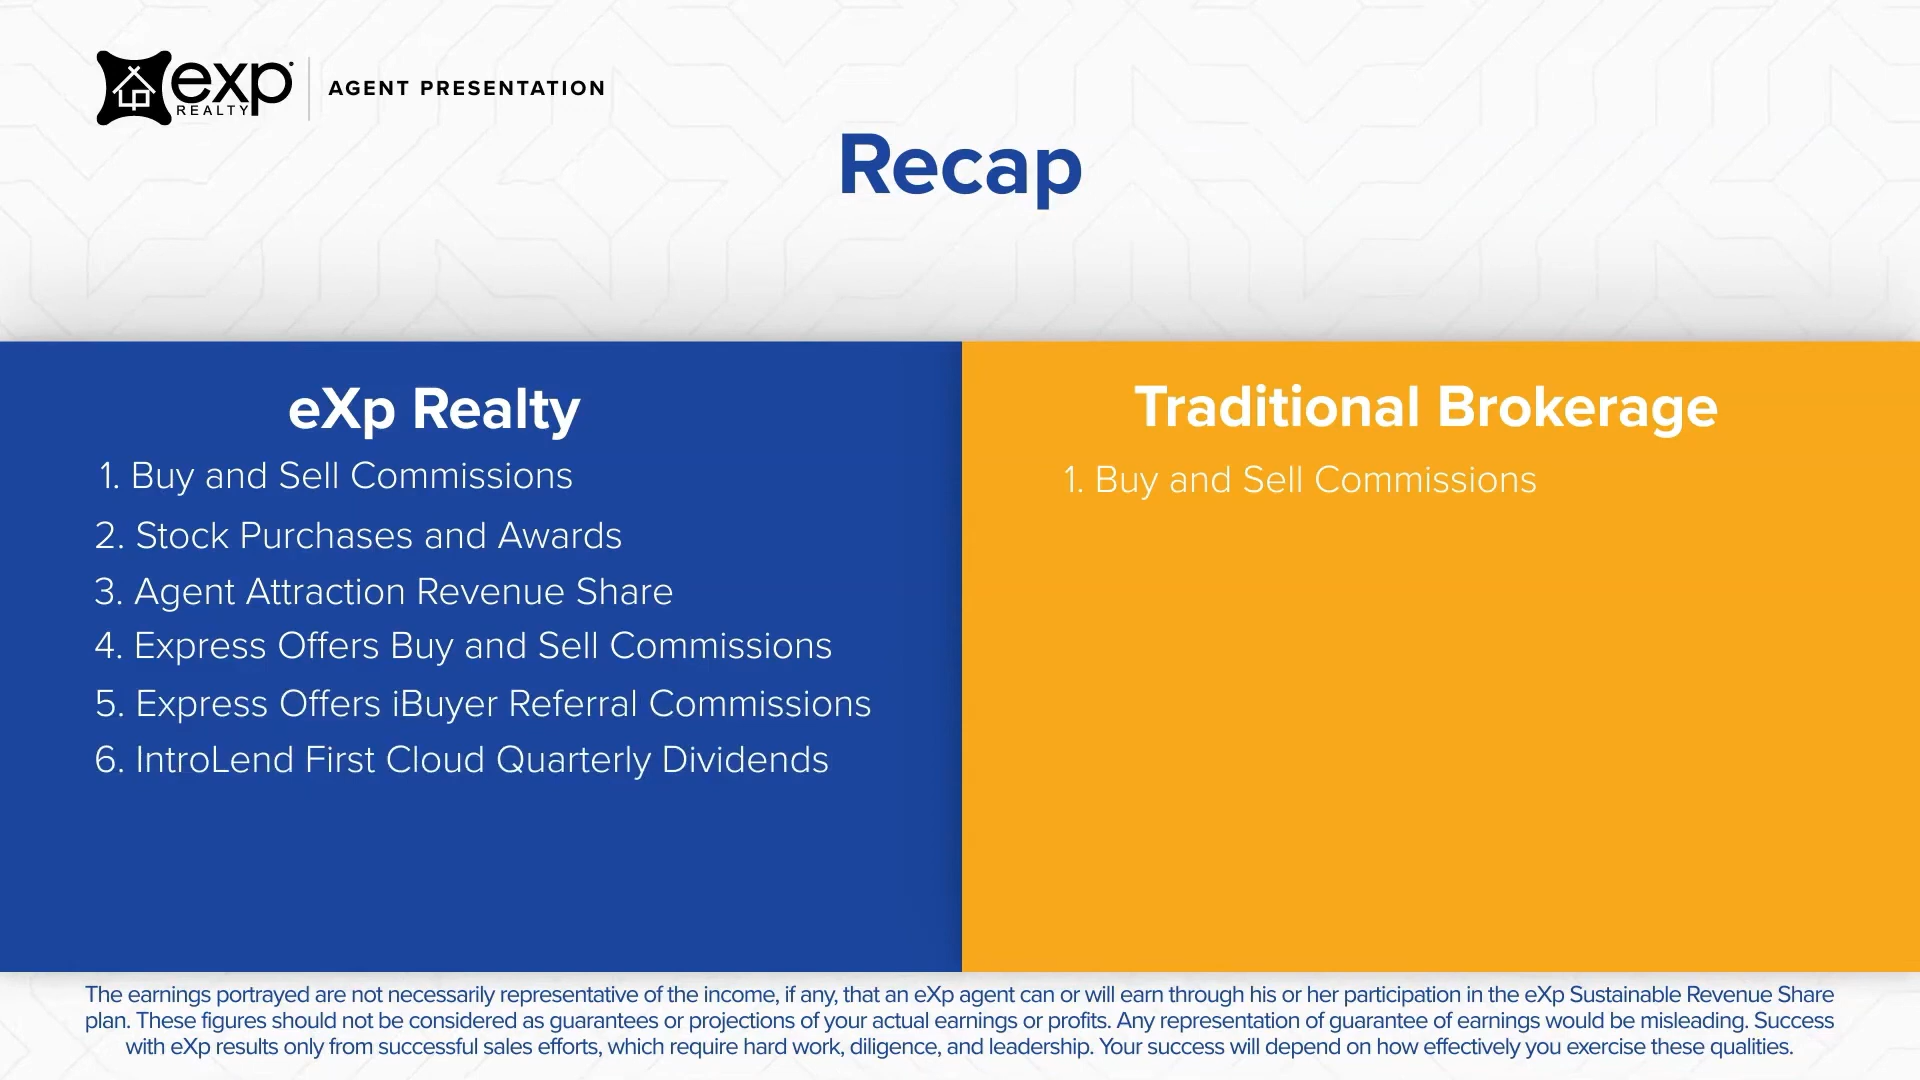 exp
REALTY
AGENT PRESENTATION
Recap
eXp Realty
1. Buy and Sell Commissions
2. Stock Purchases and Awards
3. Agent Attraction Revenue Share
4. Express Offers Buy and Sell Commissions
5. Express Offers iBuyer Referral Commissions
6. IntroLend First Cloud Quarterly Dividends
Traditional Brokerage
1. Buy and Sell Commissions
The earnings portrayed are not necessarily representative of the income, if any, that an eXp agent can or will earn through his or her participation in the eXp Sustainable Revenue Share
plan. These figures should not be considered as guarantees or projections of your actual earnings or profits. Any representation of guarantee of earnings would be misleading. Success
with eXp results only from successful sales efforts, which require hard work, diligence, and leadership. Your success will depend on how effectively you exercise these qualities.